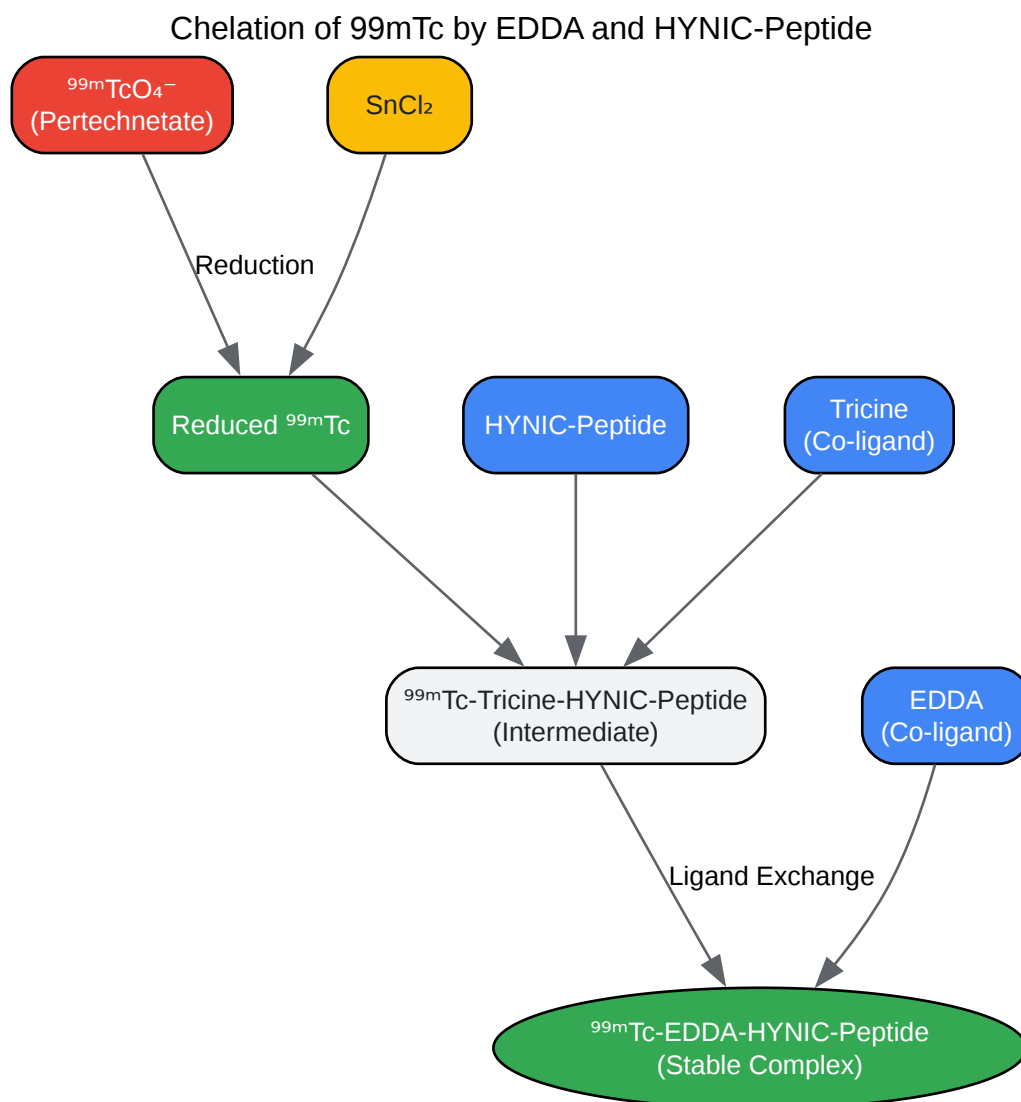 Chelation of 99mTc by EDDA and HYNIC-Peptide
⁹⁹ᵐTcO₄⁻
(Pertechnetate)
SnCl₂
Reduction
Reduced ⁹⁹ᵐTc
HYNIC-Peptide
Tricine
(Co-ligand)
⁹⁹ᵐTc-Tricine-HYNIC-Peptide
(Intermediate)
EDDA
(Co-ligand)
Ligand Exchange
⁹⁹ᵐTc-EDDA-HYNIC-Peptide
(Stable Complex)